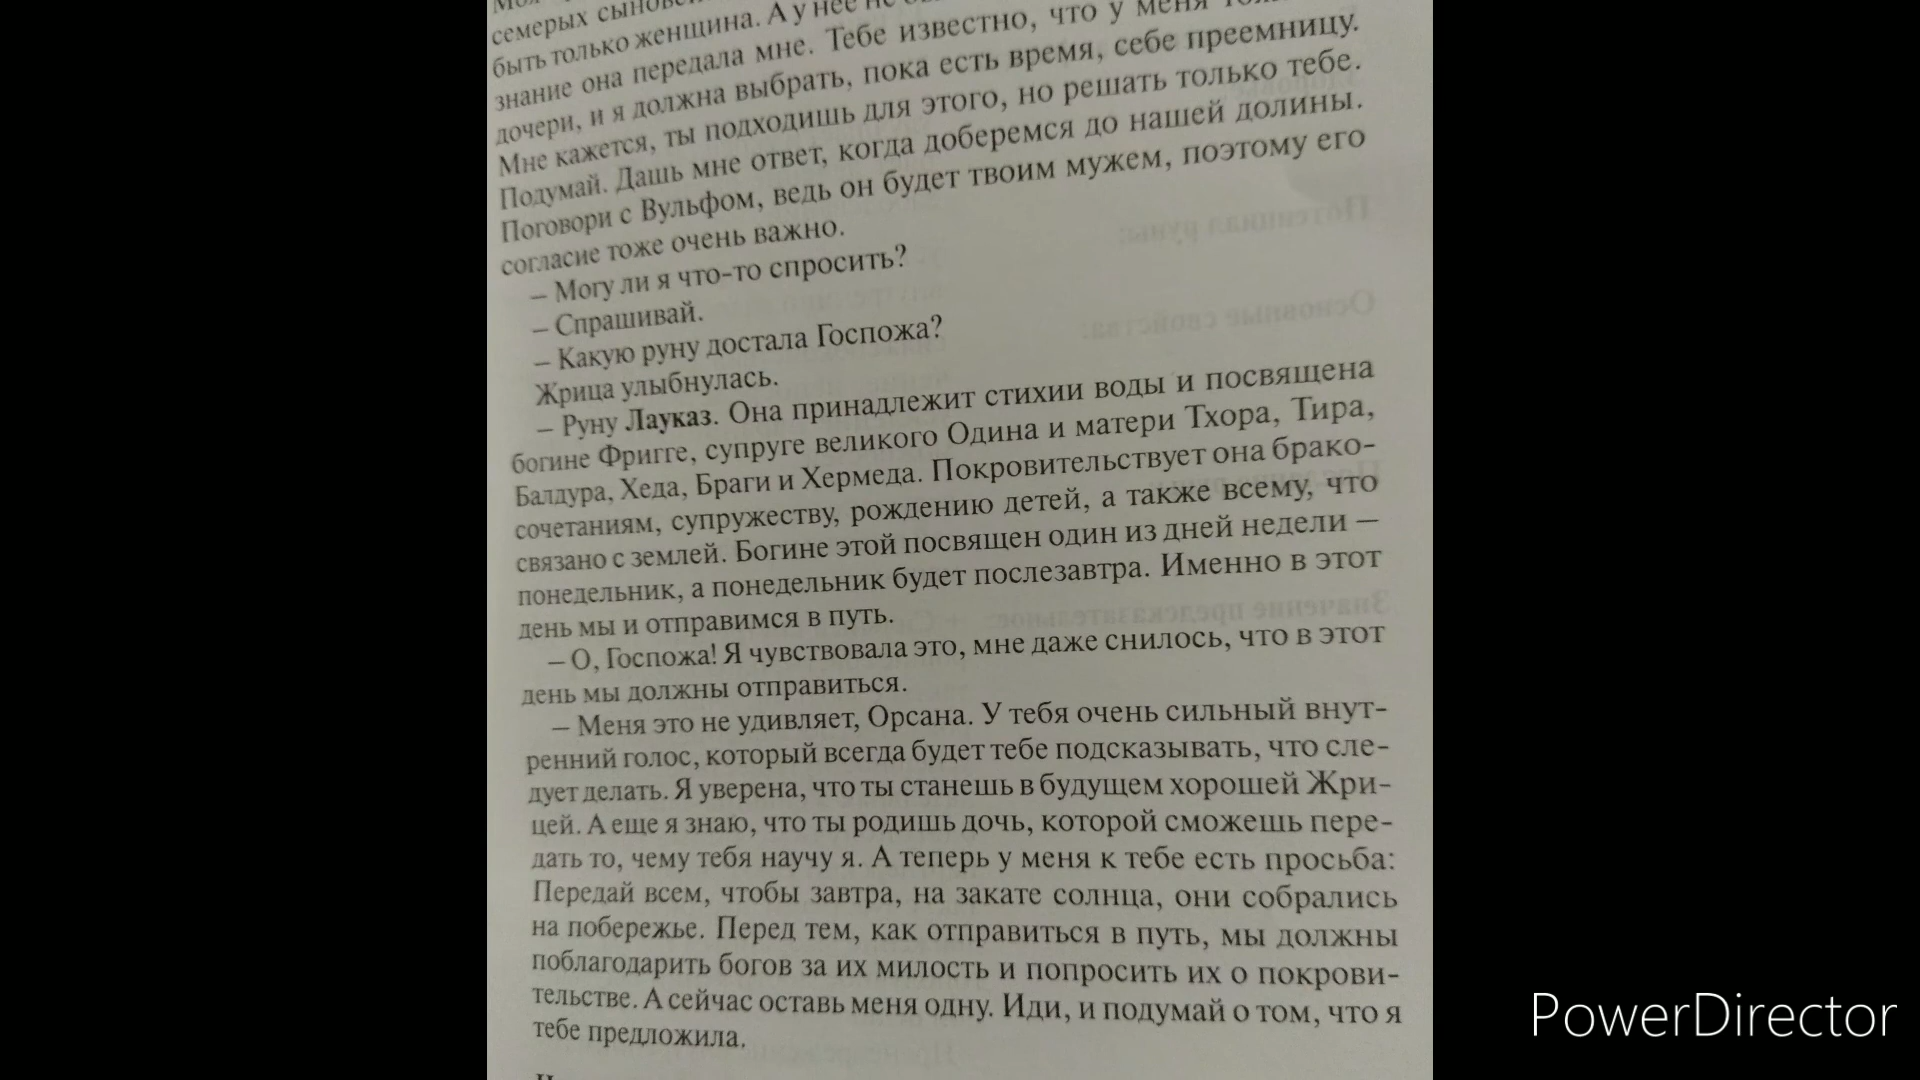 семерых
быть только женщина. А у нее не
знание она передала мне. Тебе известно, что у меня
дочери, и я должна выбрать, пока есть время, себе преемницу.
Мне кажется, ты подходишь для этого, но решать только тебе.
Подумай. Дашь мне ответ, когда доберемся до нашей долины.
Поговори с Вульфом, ведь он будет твоим мужем, поэтому его
согласие тоже очень важно.
– Могу ли я что-то спросить?
– Спрашивай.
– Какую руну достала Госпожа?
Жрица улыбнулась.
– Руну Лауказ. Она принадлежит стихии воды и посвящена
богине Фригге, супруге великого Одина и матери Тхора, Тира,
Балдура, Хеда, Браги и Хермеда. Покровительствует она брако-
сочетаниям, супружеству, рождению детей, а также всему, что
связано с землей. Богине этой посвящен один из дней недели —
понедельник, а понедельник будет послезавтра. Именно в этот
день мы и отправимся в путь.
– О, Госпожа! Я чувствовала это, мне даже снилось, что в этот
день мы должны отправиться.
– Меня это не удивляет, Орсана. У тебя очень сильный внут-
ренний голос, который всегда будет тебе подсказывать, что сле-
дует делать. Я уверена, что ты станешь в будущем хорошей Жри-
цей. А еще я знаю, что ты родишь дочь, которой сможешь пере-
дать то, чему тебя научу я. А теперь у меня к тебе есть просьба:
Передай всем, чтобы завтра, на закате солнца, они собрались
на побережье. Перед тем, как отправиться в путь, мы должны
поблагодарить богов за их милость и попросить их о покрови-
тельстве. А сейчас оставь меня одну. Иди, и подумай о том, что я
тебе предложила.
PowerDirector